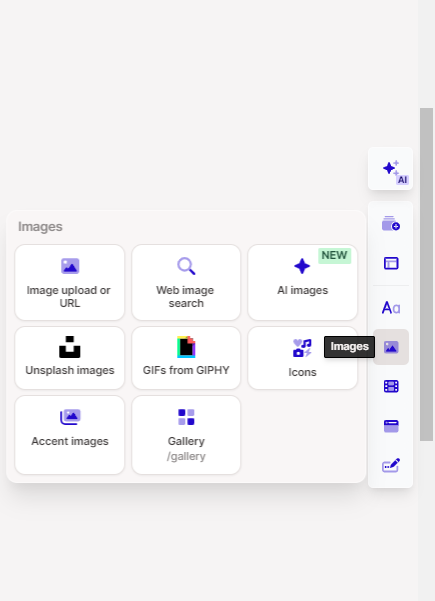 AI
Images
NEW
Image upload or
URL
Web image
search
AI images
Aa
Images
Unsplash images
GIFs from GIPHY
Icons
Accent images
Gallery
/gallery